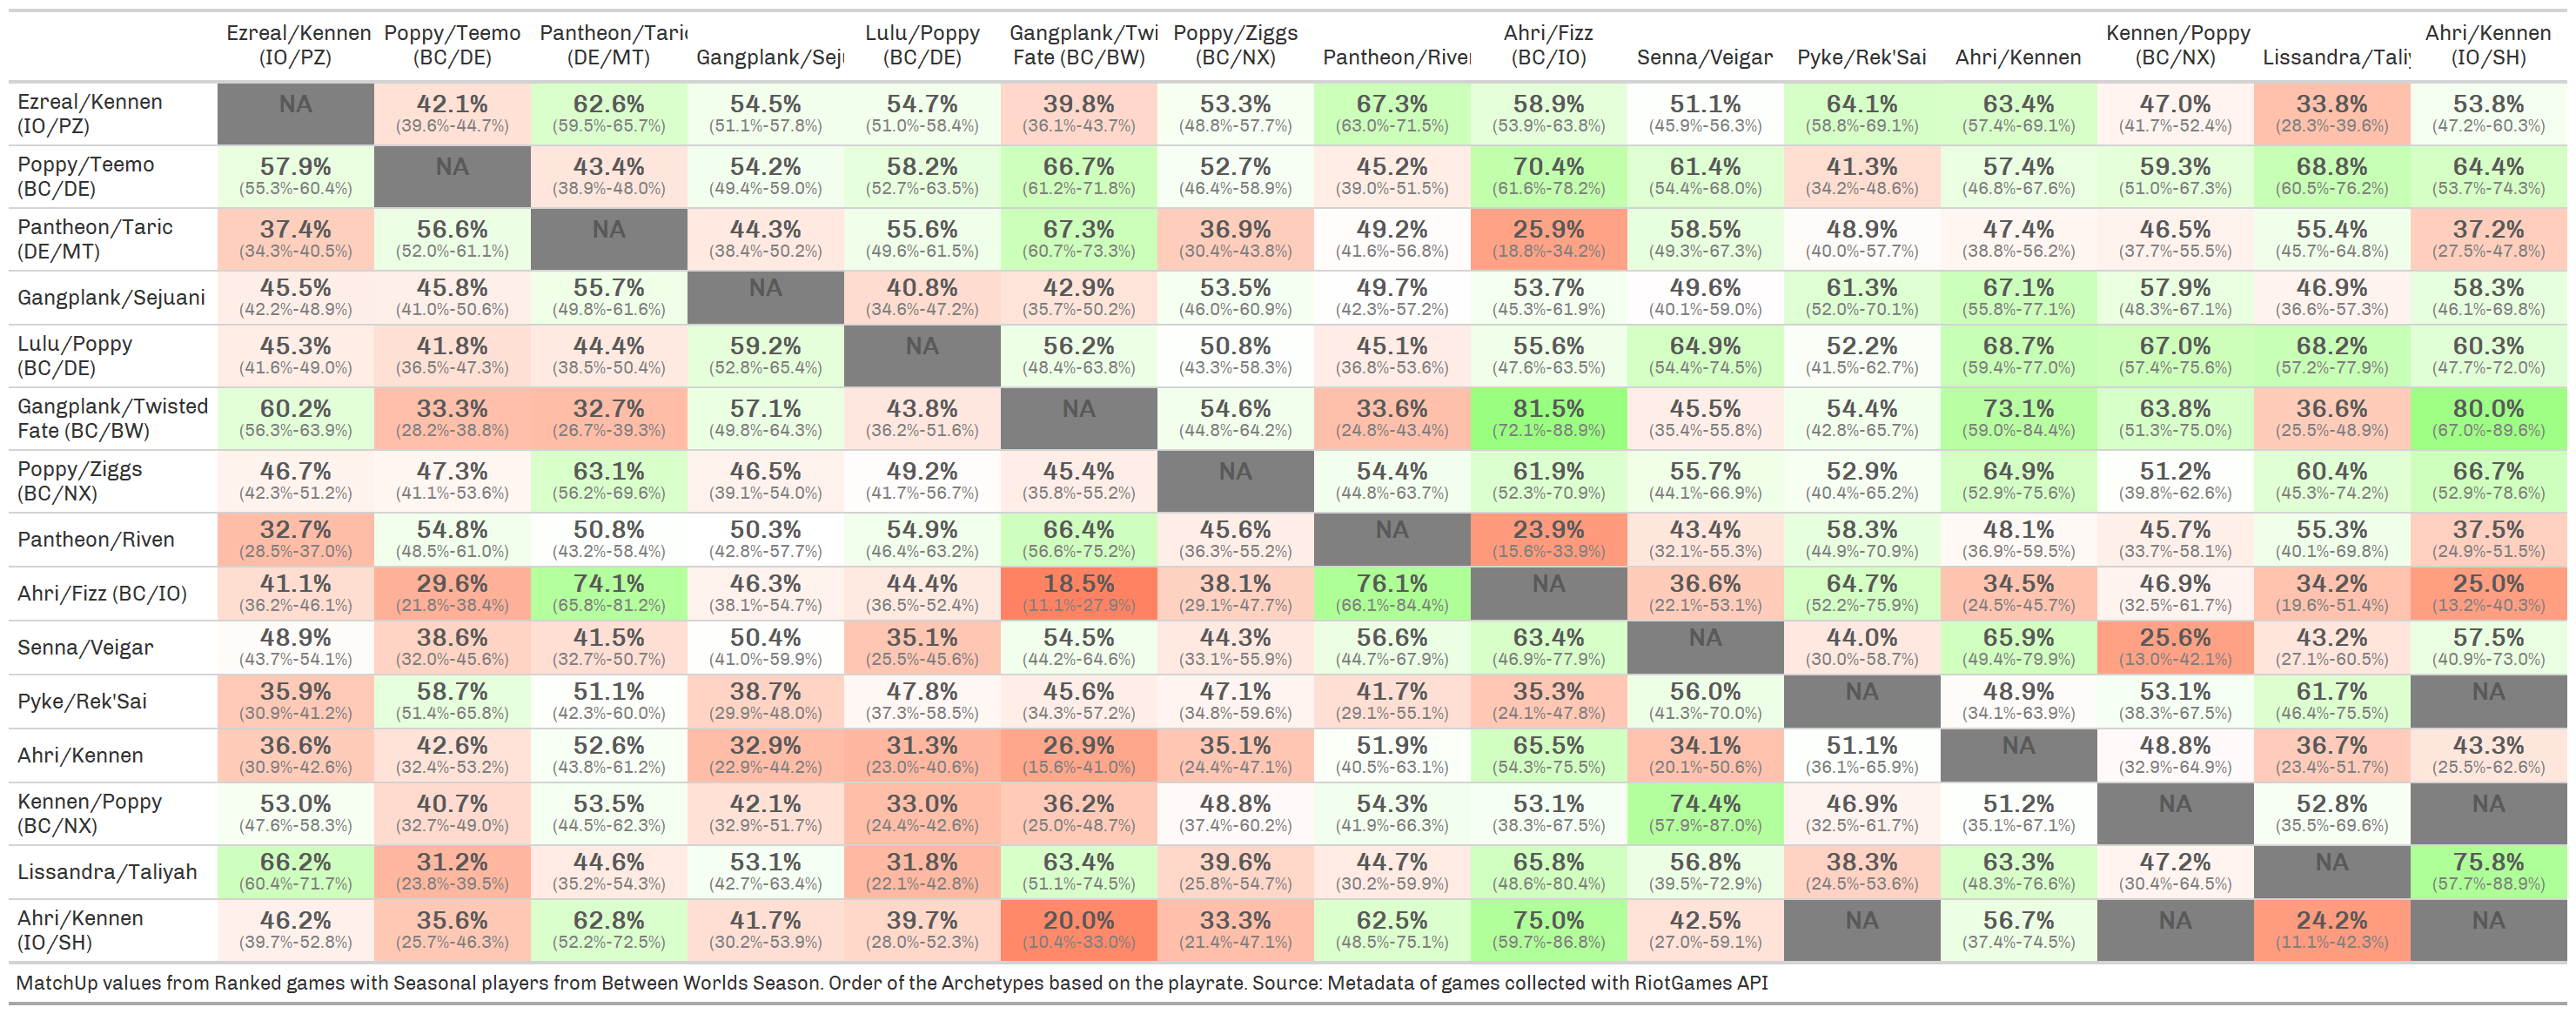 Ezreal/Kennen Poppy/Teemo Pantheon/Taric Lulu/Poppy Gangplank/Twi Poppy/Ziggs Ahri/Fizz Kennen/Poppy Ahri/Kennen
(IO/PZ) (BC/DE) (DE/MT) Gangplank/Seju (BC/DE) Fate (BC/BW) (BC/NX) Pantheon/River (BC/IO) Senna/Veigar Pyke/Rek'Sai Ahri/Kennen (BC/NX) Lissandra/Taliy (IO/SH)
Ezreal/Kennen NA 42.1% 62.6% 54.5% 54.7% 39.8% 53.3% 67.3% 58.9% 51.1% 64.1% 63.4% 47.0% 33.8% 53.8%
(IO/PZ) (39.6%-44.7%) (59.5%-65.7%) (51.1%-57.8%) (51.0%-58.4%) (36.1%-43.7%) (48.8%-57.7%) (63.0%-71.5%) (53.9%-63.8%) (45.9%-56.3%) (58.8%-69.1%) (57.4%-69.1%) (41.7%-52.4%) (28.3%-39.6%) (47.2%-60.3%)
Poppy/Teemo 57.9% NA 43.4% 54.2% 58.2% 66.7% 52.7% 45.2% 70.4% 61.4% 41.3% 57.4% 59.3% 68.8% 64.4%
(BC/DE) (55.3%-60.4%) (38.9%-48.0%) (49.4%-59.0%) (52.7%-63.5%) (61.2%-71.8%) (46.4%-58.9%) (39.0%-51.5%) (61.6%-78.2%) (54.4%-68.0%) (34.2%-48.6%) (46.8%-67.6%) (51.0%-67.3%) (60.5%-76.2%) (53.7%-74.3%)
Pantheon/Taric 37.4% 56.6% NA 44.3% 55.6% 67.3% 36.9% 49.2% 25.9% 58.5% 48.9% 47.4% 46.5% 55.4% 37.2%
(DE/MT) (34.3%-40.5%) (52.0%-61.1%) (38.4%-50.2%) (49.6%-61.5%) (60.7%-73.3%) (30.4%-43.8%) (41.6%-56.8%) (18.8%-34.2%) (49.3%-67.3%) (40.0%-57.7%) (38.8%-56.2%) (37.7%-55.5%) (45.7%-64.8%) (27.5%-47.8%)
Gangplank/Sejuani 45.5% 45.8% 55.7% NA 40.8% 42.9% 53.5% 49.7% 53.7% 49.6% 61.3% 67.1% 57.9% 46.9% 58.3%
(42.2%-48.9%) (41.0%-50.6%) (49.8%-61.6%) (34.6%-47.2%) (35.7%-50.2%) (46.0%-60.9%) (42.3%-57.2%) (45.3%-61.9%) (40.1%-59.0%) (52.0%-70.1%) (55.8%-77.1%) (48.3%-67.1%) (36.6%-57.3%) (46.1%-69.8%)
Lulu/Poppy 45.3% 41.8% 44.4% 59.2% NA 56.2% 50.8% 45.1% 55.6% 64.9% 52.2% 68.7% 67.0% 68.2% 60.3%
(BC/DE) (41.6%-49.0%) (36.5%-47.3%) (38.5%-50.4%) (52.8%-65.4%) (48.4%-63.8%) (43.3%-58.3%) (36.8%-53.6%) (47.6%-63.5%) (54.4%-74.5%) (41.5%-62.7%) (59.4%-77.0%) (57.4%-75.6%) (57.2%-77.9%) (47.7%-72.0%)
Gangplank/Twisted 60.2% 33.3% 32.7% 57.1% 43.8% NA 54.6% 33.6% 81.5% 45.5% 54.4% 73.1% 63.8% 36.6% 80.0%
Fate (BC/BW) (56.3%-63.9%) (28.2%-38.8%) (26.7%-39.3%) (49.8%-64.3%) (36.2%-51.6%) (44.8%-64.2%) (24.8%-43.4%) (72.1%-88.9%) (35.4%-55.8%) (42.8%-65.7%) (59.0%-84.4%) (51.3%-75.0%) (25.5%-48.9%) (67.0%-89.6%)
Poppy/Ziggs 46.7% 47.3% 63.1% 46.5% 49.2% 45.4% NA 54.4% 61.9% 55.7% 52.9% 64.9% 51.2% 60.4% 66.7%
(BC/NX) (42.3%-51.2%) (41.1%-53.6%) (56.2%-69.6%) (39.1%-54.0%) (41.7%-56.7%) (35.8%-55.2%) (44.8%-63.7%) (52.3%-70.9%) (44.1%-66.9%) (40.4%-65.2%) (52.9%-75.6%) (39.8%-62.6%) (45.3%-74.2%) (52.9%-78.6%)
Pantheon/Riven 32.7% 54.8% 50.8% 50.3% 54.9% 66.4% 45.6% NA 23.9% 43.4% 58.3% 48.1% 45.7% 55.3% 37.5%
(28.5%-37.0%) (48.5%-61.0%) (43.2%-58.4%) (42.8%-57.7%) (46.4%-63.2%) (56.6%-75.2%) (36.3%-55.2%) (15.6%-33.9%) (32.1%-55.3%) (44.9%-70.9%) (36.9%-59.5%) (33.7%-58.1%) (40.1%-69.8%) (24.9%-51.5%)
Ahri/Fizz (BC/IO) 41.1% 29.6% 74.1% 46.3% 44.4% 18.5% 38.1% 76.1% NA 36.6% 64.7% 34.5% 46.9% 34.2% 25.0%
(36.2%-46.1%) (21.8%-38.4%) (65.8%-81.2%) (38.1%-54.7%) (36.5%-52.4%) (11.1%-27.9%) (29.1%-47.7%) (66.1%-84.4%) (22.1%-53.1%) (52.2%-75.9%) (24.5%-45.7%) (32.5%-61.7%) (19.6%-51.4%) (13.2%-40.3%)
Senna/Veigar 48.9% 38.6% 41.5% 50.4% 35.1% 54.5% 44.3% 56.6% 63.4% NA 44.0% 65.9% 25.6% 43.2% 57.5%
(43.7%-54.1%) (32.0%-45.6%) (32.7%-50.7%) (41.0%-59.9%) (25.5%-45.6%) (44.2%-64.6%) (33.1%-55.9%) (44.7%-67.9%) (46.9%-77.9%) (30.0%-58.7%) (49.4%-79.9%) (13.0%-42.1%) (27.1%-60.5%) (40.9%-73.0%)
Pyke/Rek'Sai 35.9% 58.7% 51.1% 38.7% 47.8% 45.6% 47.1% 41.7% 35.3% 56.0% NA 48.9% 53.1% 61.7% NA
(30.9%-41.2%) (51.4%-65.8%) (42.3%-60.0%) (29.9%-48.0%) (37.3%-58.5%) (34.3%-57.2%) (34.8%-59.6%) (29.1%-55.1%) (24.1%-47.8%) (41.3%-70.0%) (34.1%-63.9%) (38.3%-67.5%) (46.4%-75.5%)
Ahri/Kennen 36.6% 42.6% 52.6% 32.9% 31.3% 26.9% 35.1% 51.9% 65.5% 34.1% 51.1% NA 48.8% 36.7% 43.3%
(30.9%-42.6%) (32.4%-53.2%) (43.8%-61.2%) (22.9%-44.2%) (23.0%-40.6%) (15.6%-41.0%) (24.4%-47.1%) (40.5%-63.1%) (54.3%-75.5%) (20.1%-50.6%) (36.1%-65.9%) (32.9%-64.9%) (23.4%-51.7%) (25.5%-62.6%)
Kennen/Poppy 53.0% 40.7% 53.5% 42.1% 33.0% 36.2% 48.8% 54.3% 53.1% 74.4% 46.9% 51.2% NA 52.8% NA
(BC/NX) (47.6%-58.3%) (32.7%-49.0%) (44.5%-62.3%) (32.9%-51.7%) (24.4%-42.6%) (25.0%-48.7%) (37.4%-60.2%) (41.9%-66.3%) (38.3%-67.5%) (57.9%-87.0%) (32.5%-61.7%) (35.1%-67.1%) (35.5%-69.6%)
Lissandra/Taliyah 66.2% 31.2% 44.6% 53.1% 31.8% 63.4% 39.6% 44.7% 65.8% 56.8% 38.3% 63.3% 47.2% NA 75.8%
(60.4%-71.7%) (23.8%-39.5%) (35.2%-54.3%) (42.7%-63.4%) (22.1%-42.8%) (51.1%-74.5%) (25.8%-54.7%) (30.2%-59.9%) (48.6%-80.4%) (39.5%-72.9%) (24.5%-53.6%) (48.3%-76.6%) (30.4%-64.5%) (57.7%-88.9%)
Ahri/Kennen 46.2% 35.6% 62.8% 41.7% 39.7% 20.0% 33.3% 62.5% 75.0% 42.5% NA 56.7% NA 24.2% NA
(IO/SH) (39.7%-52.8%) (25.7%-46.3%) (52.2%-72.5%) (30.2%-53.9%) (28.0%-52.3%) (10.4%-33.0%) (21.4%-47.1%) (48.5%-75.1%) (59.7%-86.8%) (27.0%-59.1%) (37.4%-74.5%) (11.1%-42.3%)
MatchUp values from Ranked games with Seasonal players from Between Worlds Season. Order of the Archetypes based on the playrate. Source: Metadata of games collected with RiotGames API